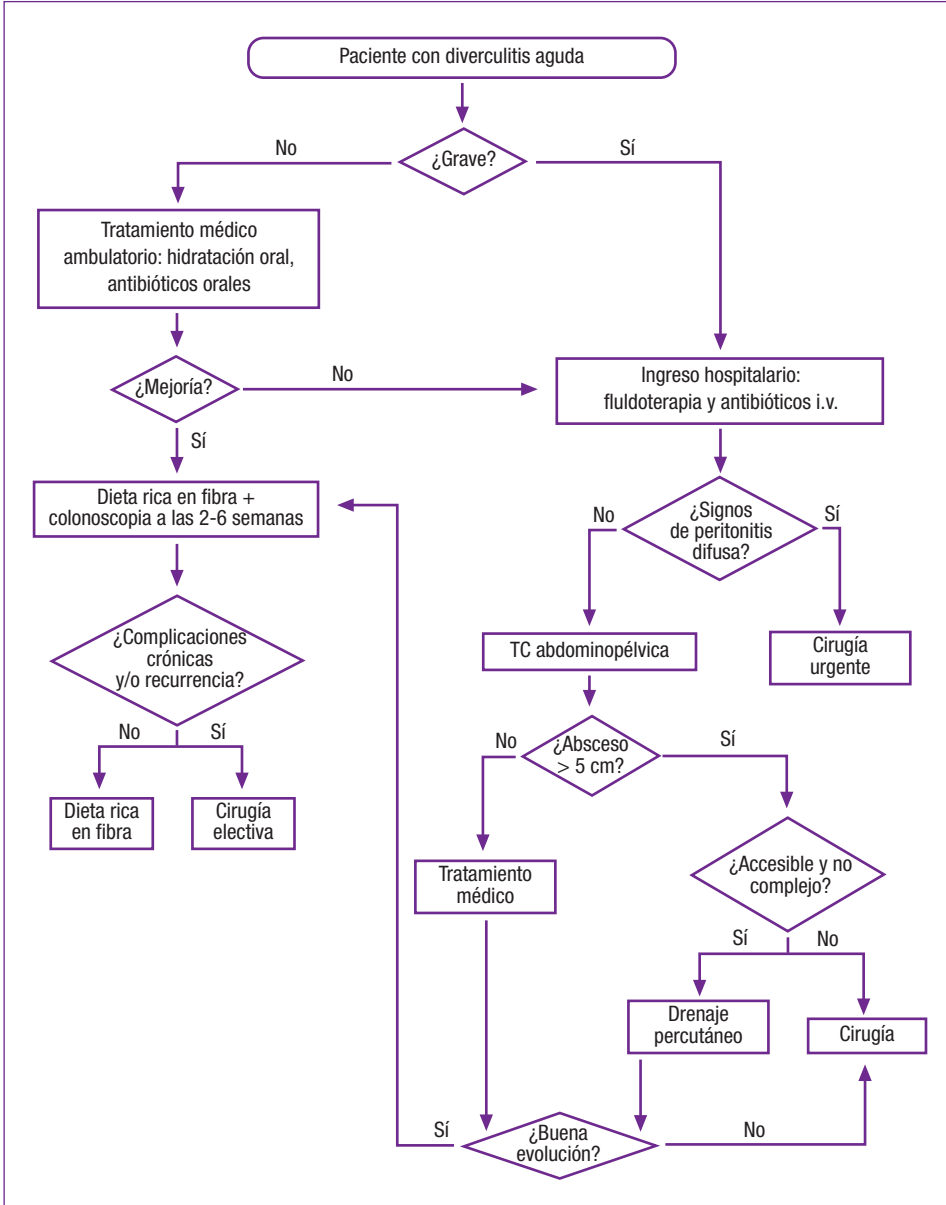 Paciente con diverculitis aguda
¿Grave?
No
Sí
Tratamiento médico
ambulatorio: hidratación oral,
antibióticos orales
¿Mejoría?
No
Sí
Ingreso hospitalario:
fluldoterapia y antibióticos i.v.
Dieta rica en fibra +
colonoscopia a las 2-6 semanas
¿Signos
de peritonitis
difusa?
No
Sí
¿Complicaciones
crónicas
y/o recurrencia?
No
Sí
Dieta rica
en fibra
Cirugía
electiva
TC abdominopélvica
Cirugía
urgente
¿Absceso
> 5 cm?
No
Sí
Tratamiento
médico
¿Accesible y no
complejo?
Sí
No
Drenaje
percutáneo
Cirugía
¿Buena
evolución?
Sí
No